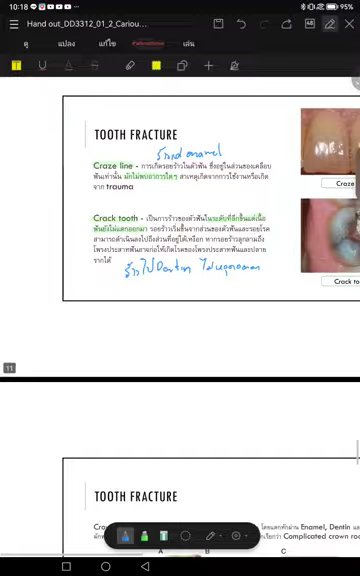 10:18
95%
Hand out_DD3312_01_2_Cariou...
48
ดู แปลง แก้ไข เล่น
TOOTH FRACTURE
ร้าวแค่ enamel
Craze line - การเกิดรอยร้าวในตัวฟัน ซึ่งอยู่ในส่วนของเคลือบ
ฟันเท่านั้น มักไม่พบอาการใดๆ สาเหตุเกิดจากการใช้งานหรือเกิด
จาก trauma
Craze
Crack tooth - เป็นการร้าวของตัวฟันในระดับที่ลึกขึ้นแต่เนื้อ
ฟันยังไม่แตกออกมา รอยร้าวเริ่มขึ้นจากส่วนของตัวฟันและรอยโรค
สามารถดำเนินลงไปถึงส่วนที่อยู่ใต้เหงือก หากรอยร้าวลุกลามถึง
โพรงประสาทฟันอาจก่อให้เกิดโรคของโพรงประสาทฟันและปลาย
รากได้
ร้าวไป Dentin
Crack to
11
TOOTH FRACTURE
โดยแตกผ่าน Enamel, Dentin
Complicated crown
A B C